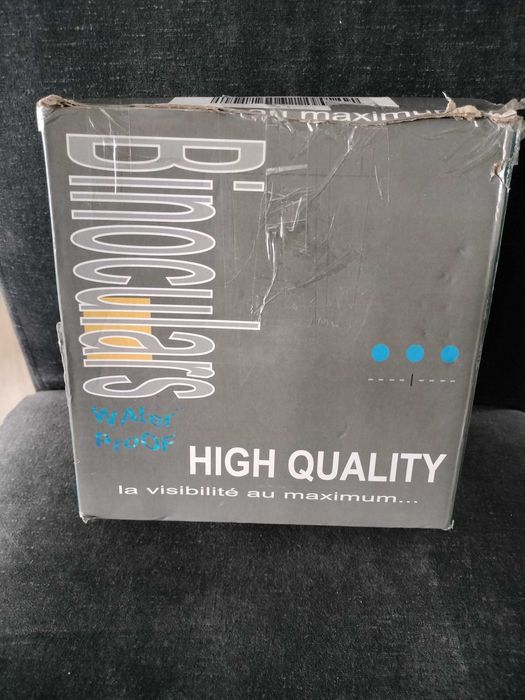 maximum
Binoculars
WAter
ProOF
HIGH QUALITY
la visibilité au maximum...